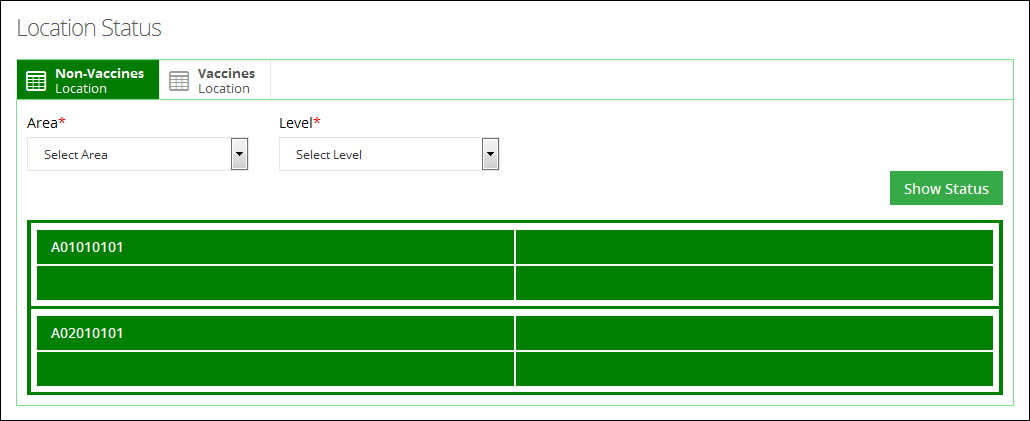 Location Status
Non-Vaccines
Location
Vaccines
Location
Area*
Level*
Select Area
Select Level
Show Status
A01010101
A02010101